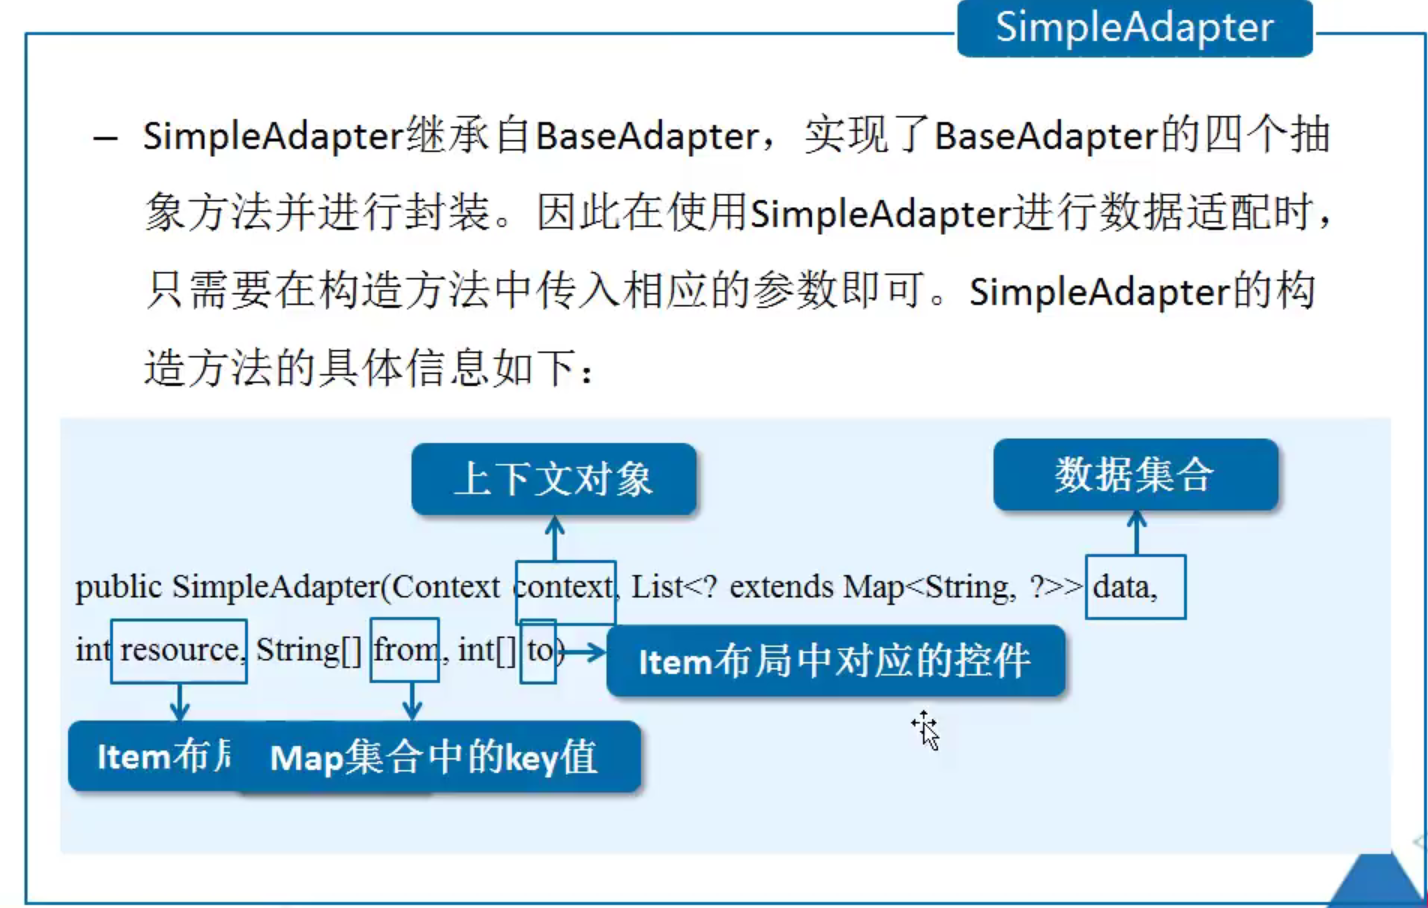 SimpleAdapter
– SimpleAdapter继承自BaseAdapter，实现了BaseAdapter的四个抽
象方法并进行封装。因此在使用SimpleAdapter进行数据适配时，
只需要在构造方法中传入相应的参数即可。SimpleAdapter的构
造方法的具体信息如下：
上下文对象
数据集合
public SimpleAdapter(Context context, List<? extends Map<String, ?>> data,
int resource, String[] from, int[] to)
Item布局中对应的控件
Item布局
Map集合中的key值